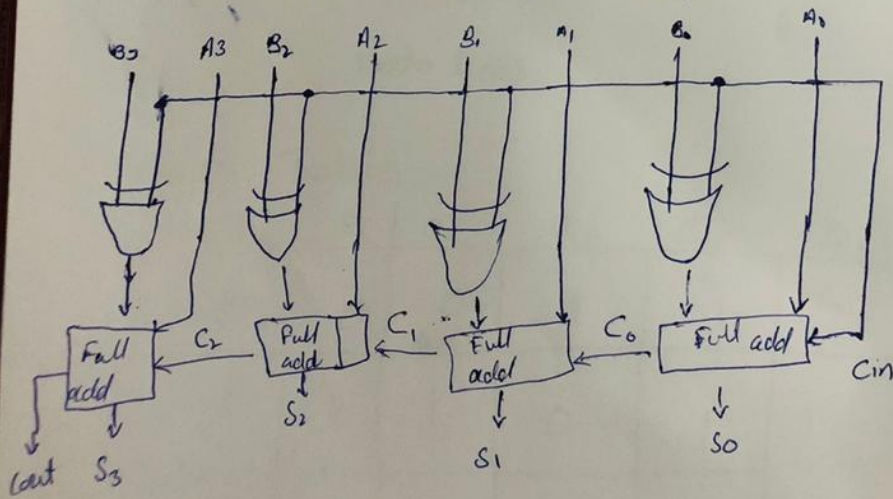 B3 A3 B2 A2 B1 A1 B0 A0
Full add
C2
Full add
C1
Full add
C0
Full add
Cin
Cout S3
S2
S1
S0